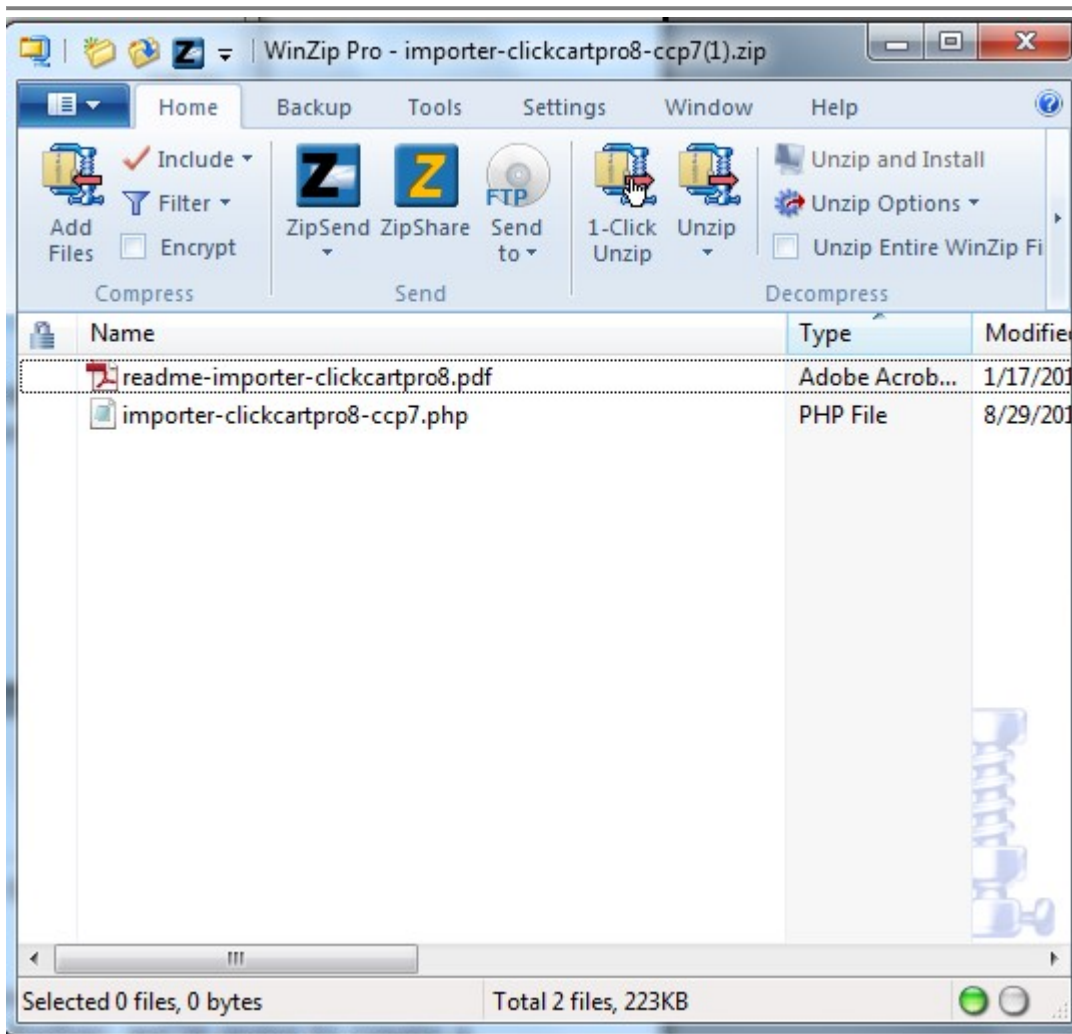 WinZip Pro - importer-clickcartpro8-ccp7(1).zip
Home Backup Tools Settings Window Help
Include
Filter
Encrypt
Add
Files
ZipSend
ZipShare
FTP
Send
to
1-Click
Unzip
Unzip
Unzip and Install
Unzip Options
Unzip Entire WinZip Fi
Compress Send Decompress
Name Type Modifie
readme-importer-clickcartpro8.pdf Adobe Acrob... 1/17/201
importer-clickcartpro8-ccp7.php PHP File 8/29/201
Selected 0 files, 0 bytes Total 2 files, 223KB